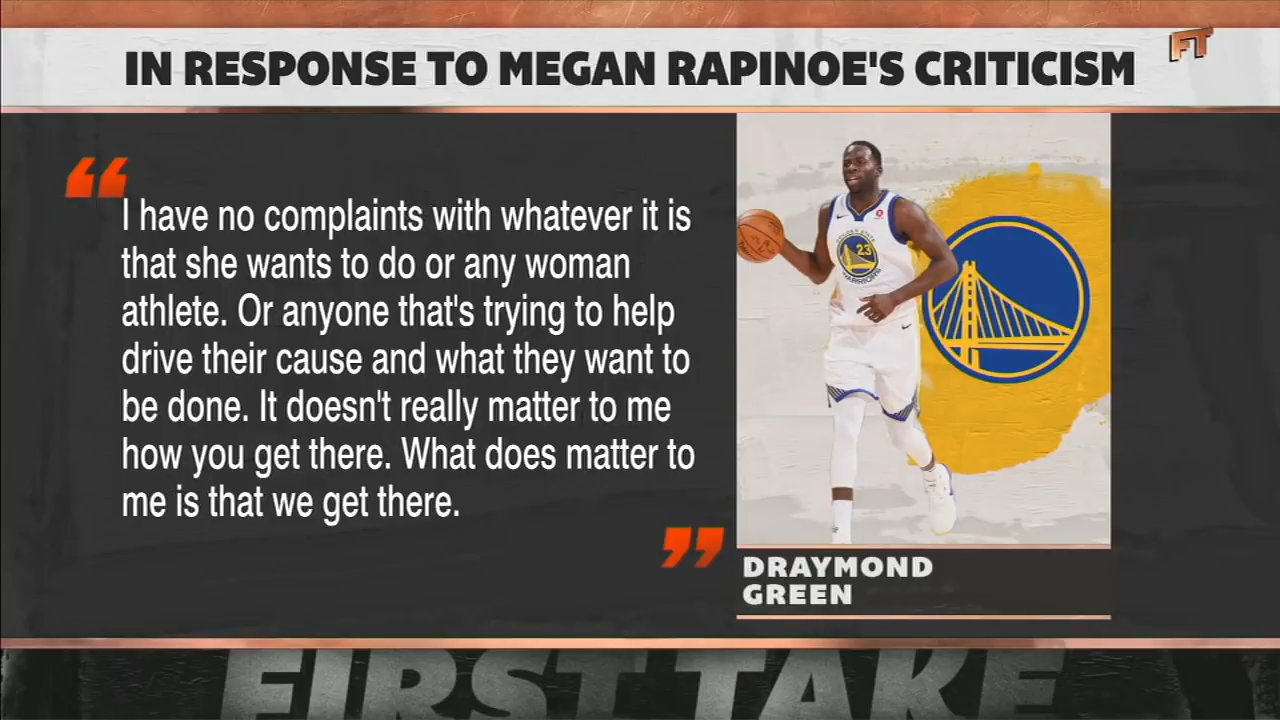 IN RESPONSE TO MEGAN RAPINOE'S CRITICISM
FT
“
I have no complaints with whatever it is
that she wants to do or any woman
athlete. Or anyone that's trying to help
drive their cause and what they want to
be done. It doesn't really matter to me
how you get there. What does matter to
me is that we get there.
”
GOLDEN STATE
23
WARRIORS
DRAYMOND
GREEN
FIRST TAKE